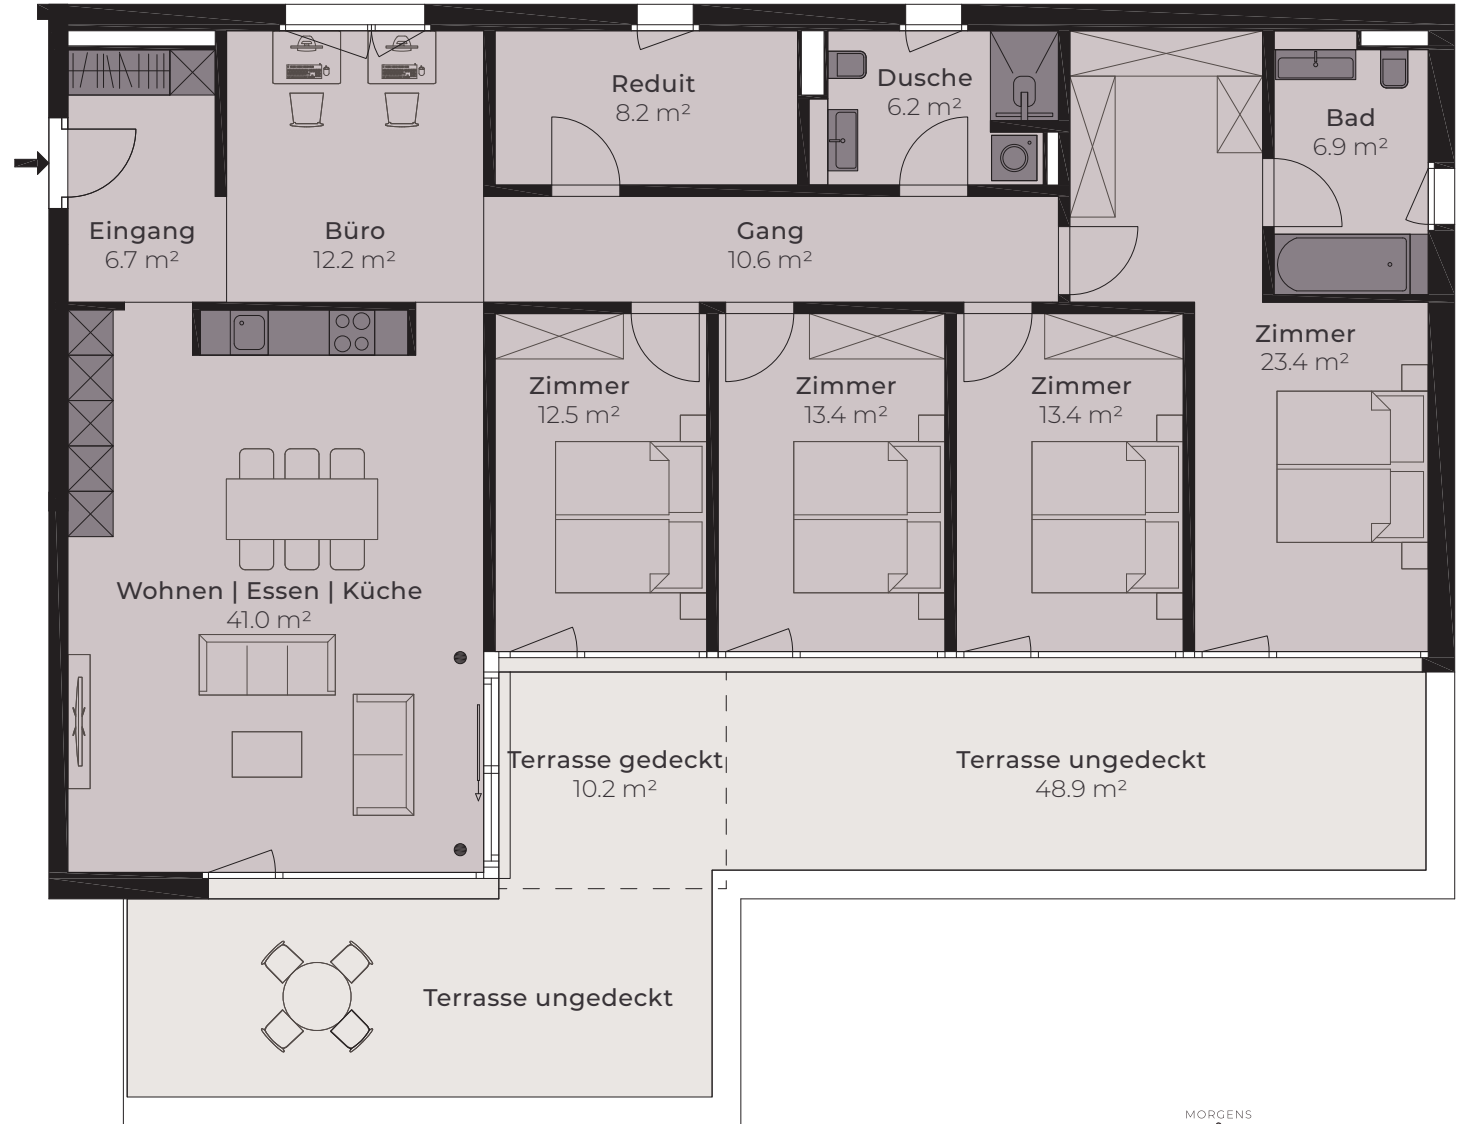 Reduit
8.2 m²
Dusche
6.2 m²
Bad
6.9 m²
Eingang
6.7 m²
Büro
12.2 m²
Gang
10.6 m²
Zimmer
23.4 m²
Zimmer
12.5 m²
Zimmer
13.4 m²
Zimmer
13.4 m²
Wohnen | Essen | Küche
41.0 m²
Terrasse gedeckt
10.2 m²
Terrasse ungedeckt
48.9 m²
Terrasse ungedeckt
MORGENS